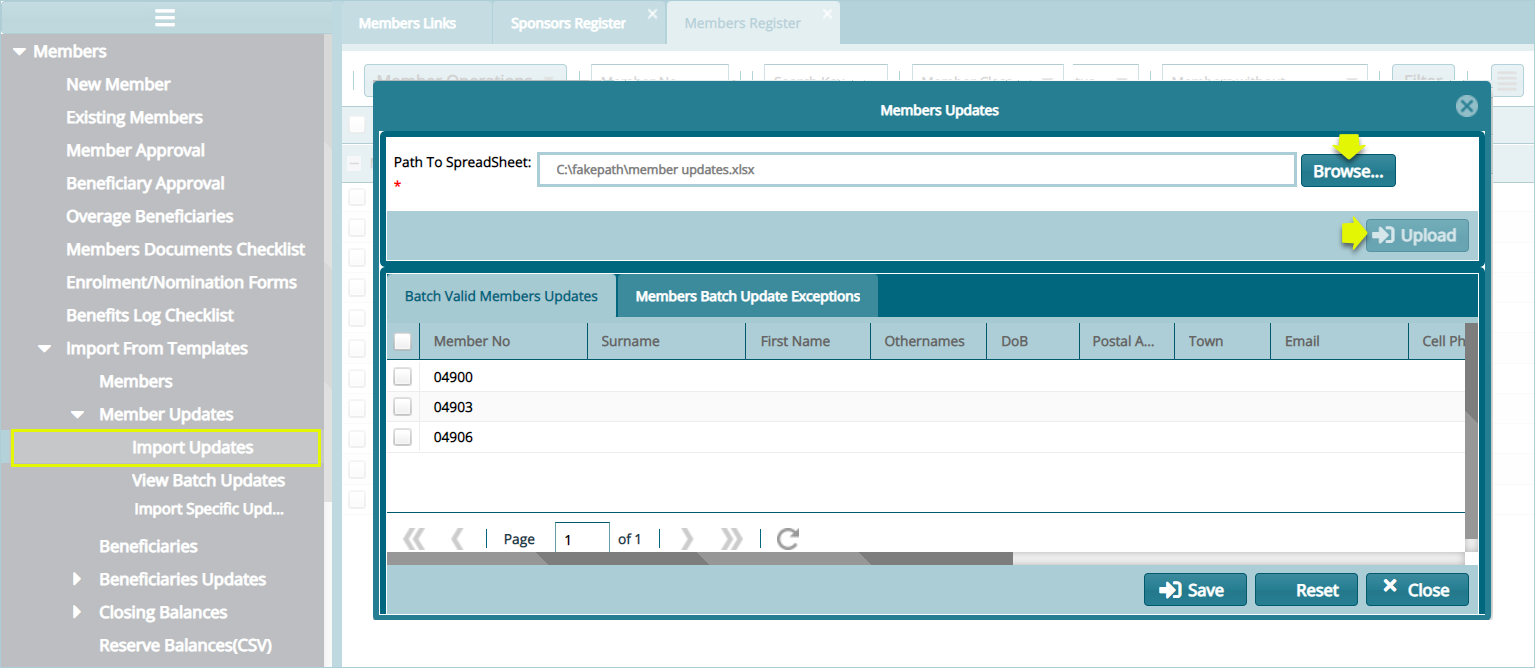 Members Links
Sponsors Register
Members Register
Members
New Member
Existing Members
Member Approval
Beneficiary Approval
Overage Beneficiaries
Members Documents Checklist
Enrolment/Nomination Forms
Benefits Log Checklist
Import From Templates
Members
Member Updates
Import Updates
View Batch Updates
Import Specific Upd...
Beneficiaries
Beneficiaries Updates
Closing Balances
Reserve Balances(CSV)
Member Operations
Filter
Members Updates
Path To SpreadSheet:
*
C:\fakepath\member updates.xlsx
Browse...
Upload
Batch Valid Members Updates
Members Batch Update Exceptions
Member No Surname First Name Othernames DoB Postal A... Town Email Cell Ph
04900
04903
04906
Page 1 of 1
Save Reset Close